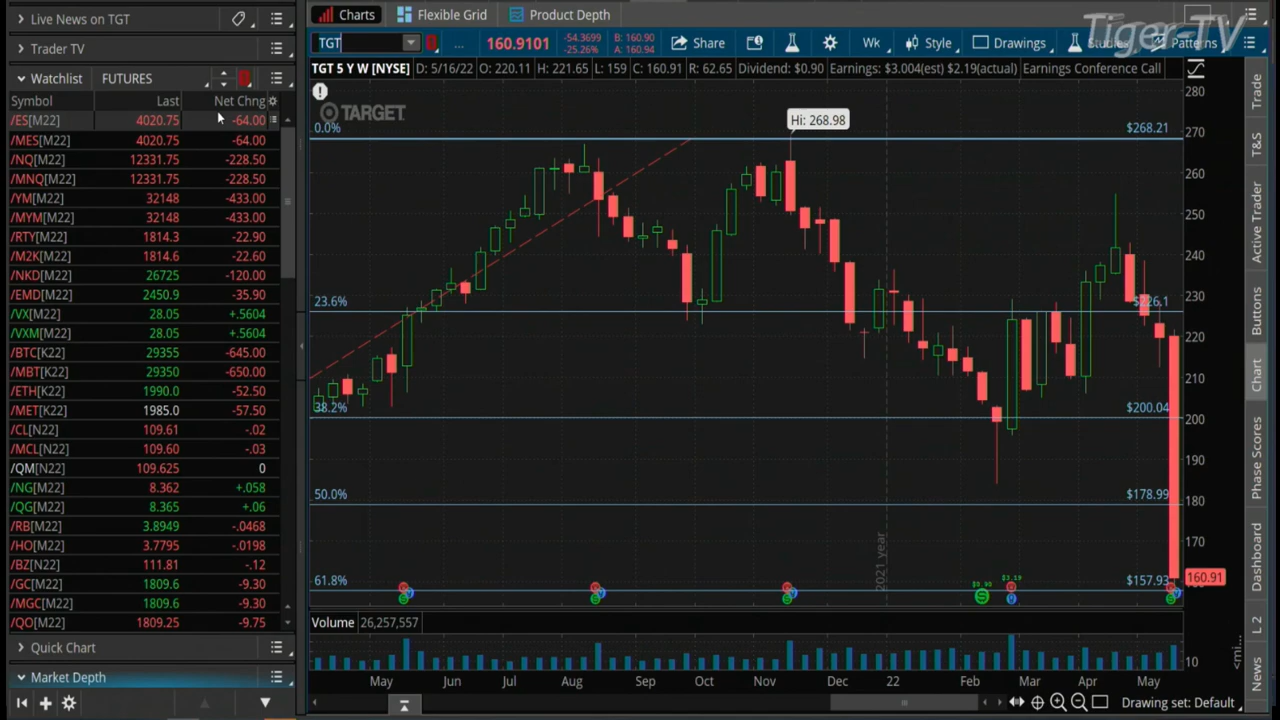 Live News on TGT
Trader TV
Watchlist FUTURES
Symbol Last Net Chng
/ES[M22] 4020.75 -64.00
/MES[M22] 4020.75 -64.00
/NQ[M22] 12331.75 -228.50
/MNQ[M22] 12331.75 -228.50
/YM[M22] 32148 -433.00
/MYM[M22] 32148 -433.00
/RTY[M22] 1814.3 -22.90
/M2K[M22] 1814.6 -22.60
/NKD[M22] 26725 -120.00
/EMD[M22] 2450.9 -35.90
/VX[M22] 28.05 +.5604
/VXM[M22] 28.05 +.5604
/BTC[K22] 29355 -645.00
/MBT[K22] 29350 -650.00
/ETH[K22] 1990.0 -52.50
/MET[K22] 1985.0 -57.50
/CL[N22] 109.61 -.02
/MCL[N22] 109.60 -.03
/QM[N22] 109.625 0
/NG[M22] 8.362 +.058
/QG[M22] 8.365 +.06
/RB[M22] 3.8949 -.0468
/HO[M22] 3.7795 -.0198
/BZ[N22] 111.81 -.12
/GC[M22] 1809.6 -9.30
/MGC[M22] 1809.6 -9.30
/QO[M22] 1809.25 -9.75
Quick Chart
Market Depth
Charts Flexible Grid Product Depth
Tiger-TV
TGT ... 160.9101 -54.3699 -25.26% B: 160.90 A: 160.94 Share Wk Style Drawings Studies Patterns
TGT 5 Y W [NYSE] D: 5/16/22 O: 220.11 H: 221.65 L: 159 C: 160.91 R: 62.65 Dividend: $0.90 Earnings: $3.004(est) $2.19(actual) Earnings Conference Call
TARGET
Hi: 268.98
0.0% $268.21
23.6% $226.1
38.2% $200.04
50.0% $178.99
61.8% $157.93
280
270
260
250
240
230
220
210
200
190
180
170
160.91
2021 year
$0.90
$3.19
Volume 26,257,557
10
May Jun Jul Aug Sep Oct Nov Dec 22 Feb Mar Apr May
Drawing set: Default
Trade
T&S
Active Trader
Buttons
Chart
Phase Scores
Dashboard
L 2
News